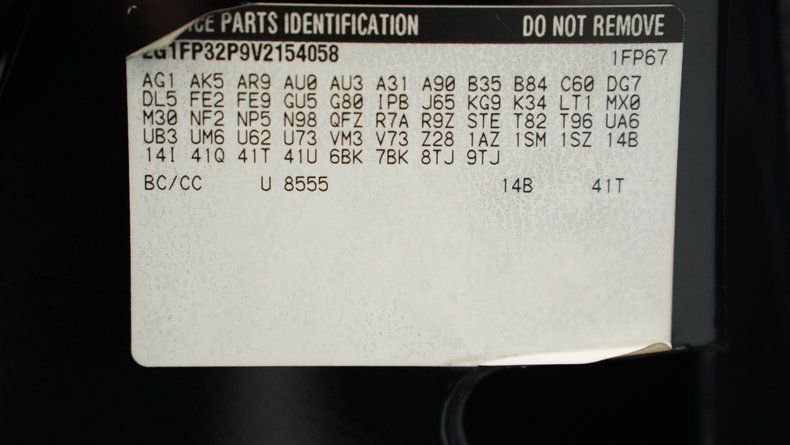 PARTS IDENTIFICATION DO NOT REMOVE
2G1FP32P9V2154058 1FP67
AG1 AK5 AR9 AU0 AU3 A31 A90 B35 B84 C60 DG7
DL5 FE2 FE9 GU5 G80 IPB J65 KG9 K34 LT1 MX0
M30 NF2 NP5 N98 QFZ R7A R9Z STE T82 T96 UA6
UB3 UM6 U62 U73 VM3 V73 Z28 1AZ 1SM 1SZ 14B
14I 41Q 41T 41U 6BK 7BK 8TJ 9TJ
BC/CC U 8555 14B 41T